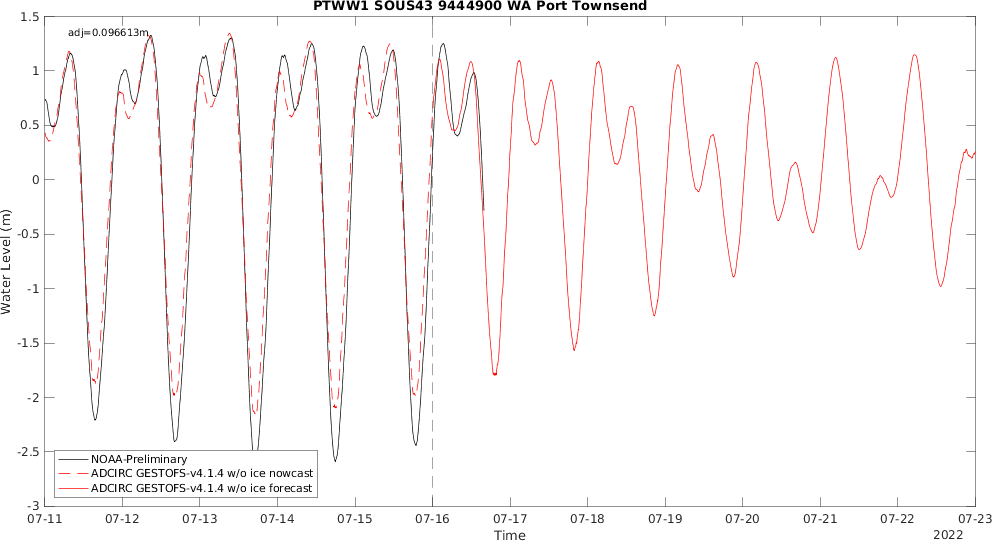 PTWW1 SOUS43 9444900 WA Port Townsend
adj=0.096613m
1.5
1
0.5
0
-0.5
-1
-1.5
-2
-2.5
-3
Water Level (m)
NOAA-Preliminary
ADCIRC GESTOFS-v4.1.4 w/o ice nowcast
ADCIRC GESTOFS-v4.1.4 w/o ice forecast
07-11 07-12 07-13 07-14 07-15 07-16 07-17 07-18 07-19 07-20 07-21 07-22 07-23
Time
2022